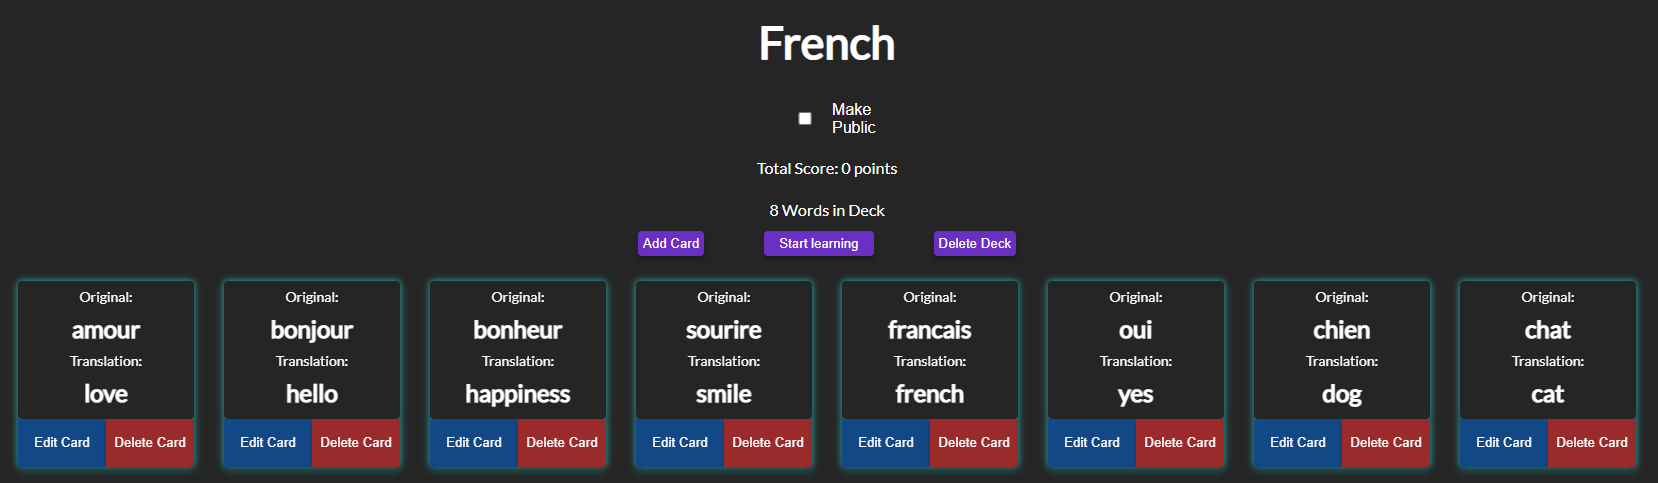 French
Make
Public
Total Score: 0 points
8 Words in Deck
Add Card
Start learning
Delete Deck
Original:
amour
Translation:
love
Edit Card
Delete Card
Original:
bonjour
Translation:
hello
Edit Card
Delete Card
Original:
bonheur
Translation:
happiness
Edit Card
Delete Card
Original:
sourire
Translation:
smile
Edit Card
Delete Card
Original:
francais
Translation:
french
Edit Card
Delete Card
Original:
oui
Translation:
yes
Edit Card
Delete Card
Original:
chien
Translation:
dog
Edit Card
Delete Card
Original:
chat
Translation:
cat
Edit Card
Delete Card